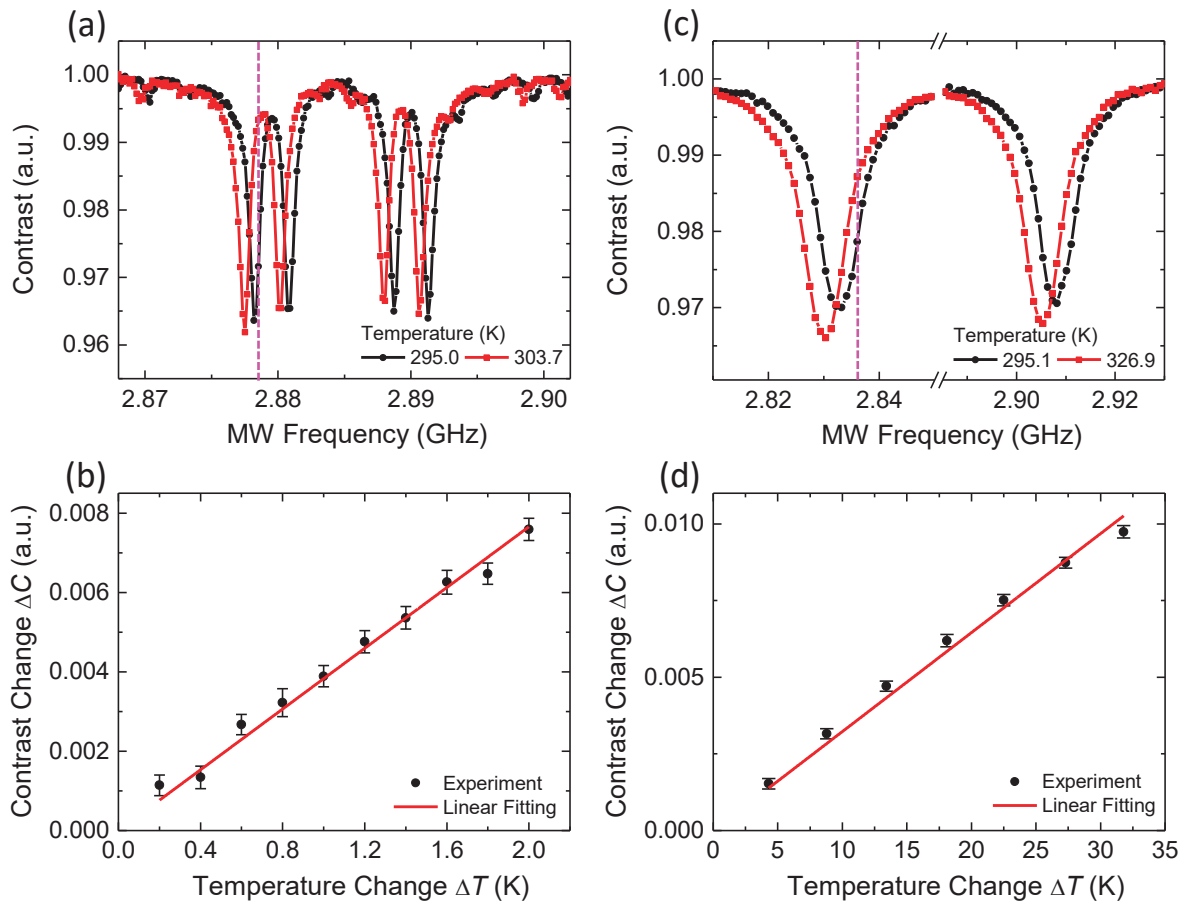 (a)
Contrast (a.u.)
1.00
0.99
0.98
0.97
0.96
Temperature (K)
295.0 303.7
2.87 2.88 2.89 2.90
MW Frequency (GHz)
(c)
Contrast (a.u.)
1.00
0.99
0.98
0.97
Temperature (K)
295.1 326.9
2.82 2.84 2.90 2.92
MW Frequency (GHz)
(b)
Contrast Change ΔC (a.u.)
0.008
0.006
0.004
0.002
0.000
Experiment
Linear Fitting
0.0 0.4 0.8 1.2 1.6 2.0
Temperature Change ΔT (K)
(d)
Contrast Change ΔC (a.u.)
0.010
0.005
0.000
Experiment
Linear Fitting
0 5 10 15 20 25 30 35
Temperature Change ΔT (K)